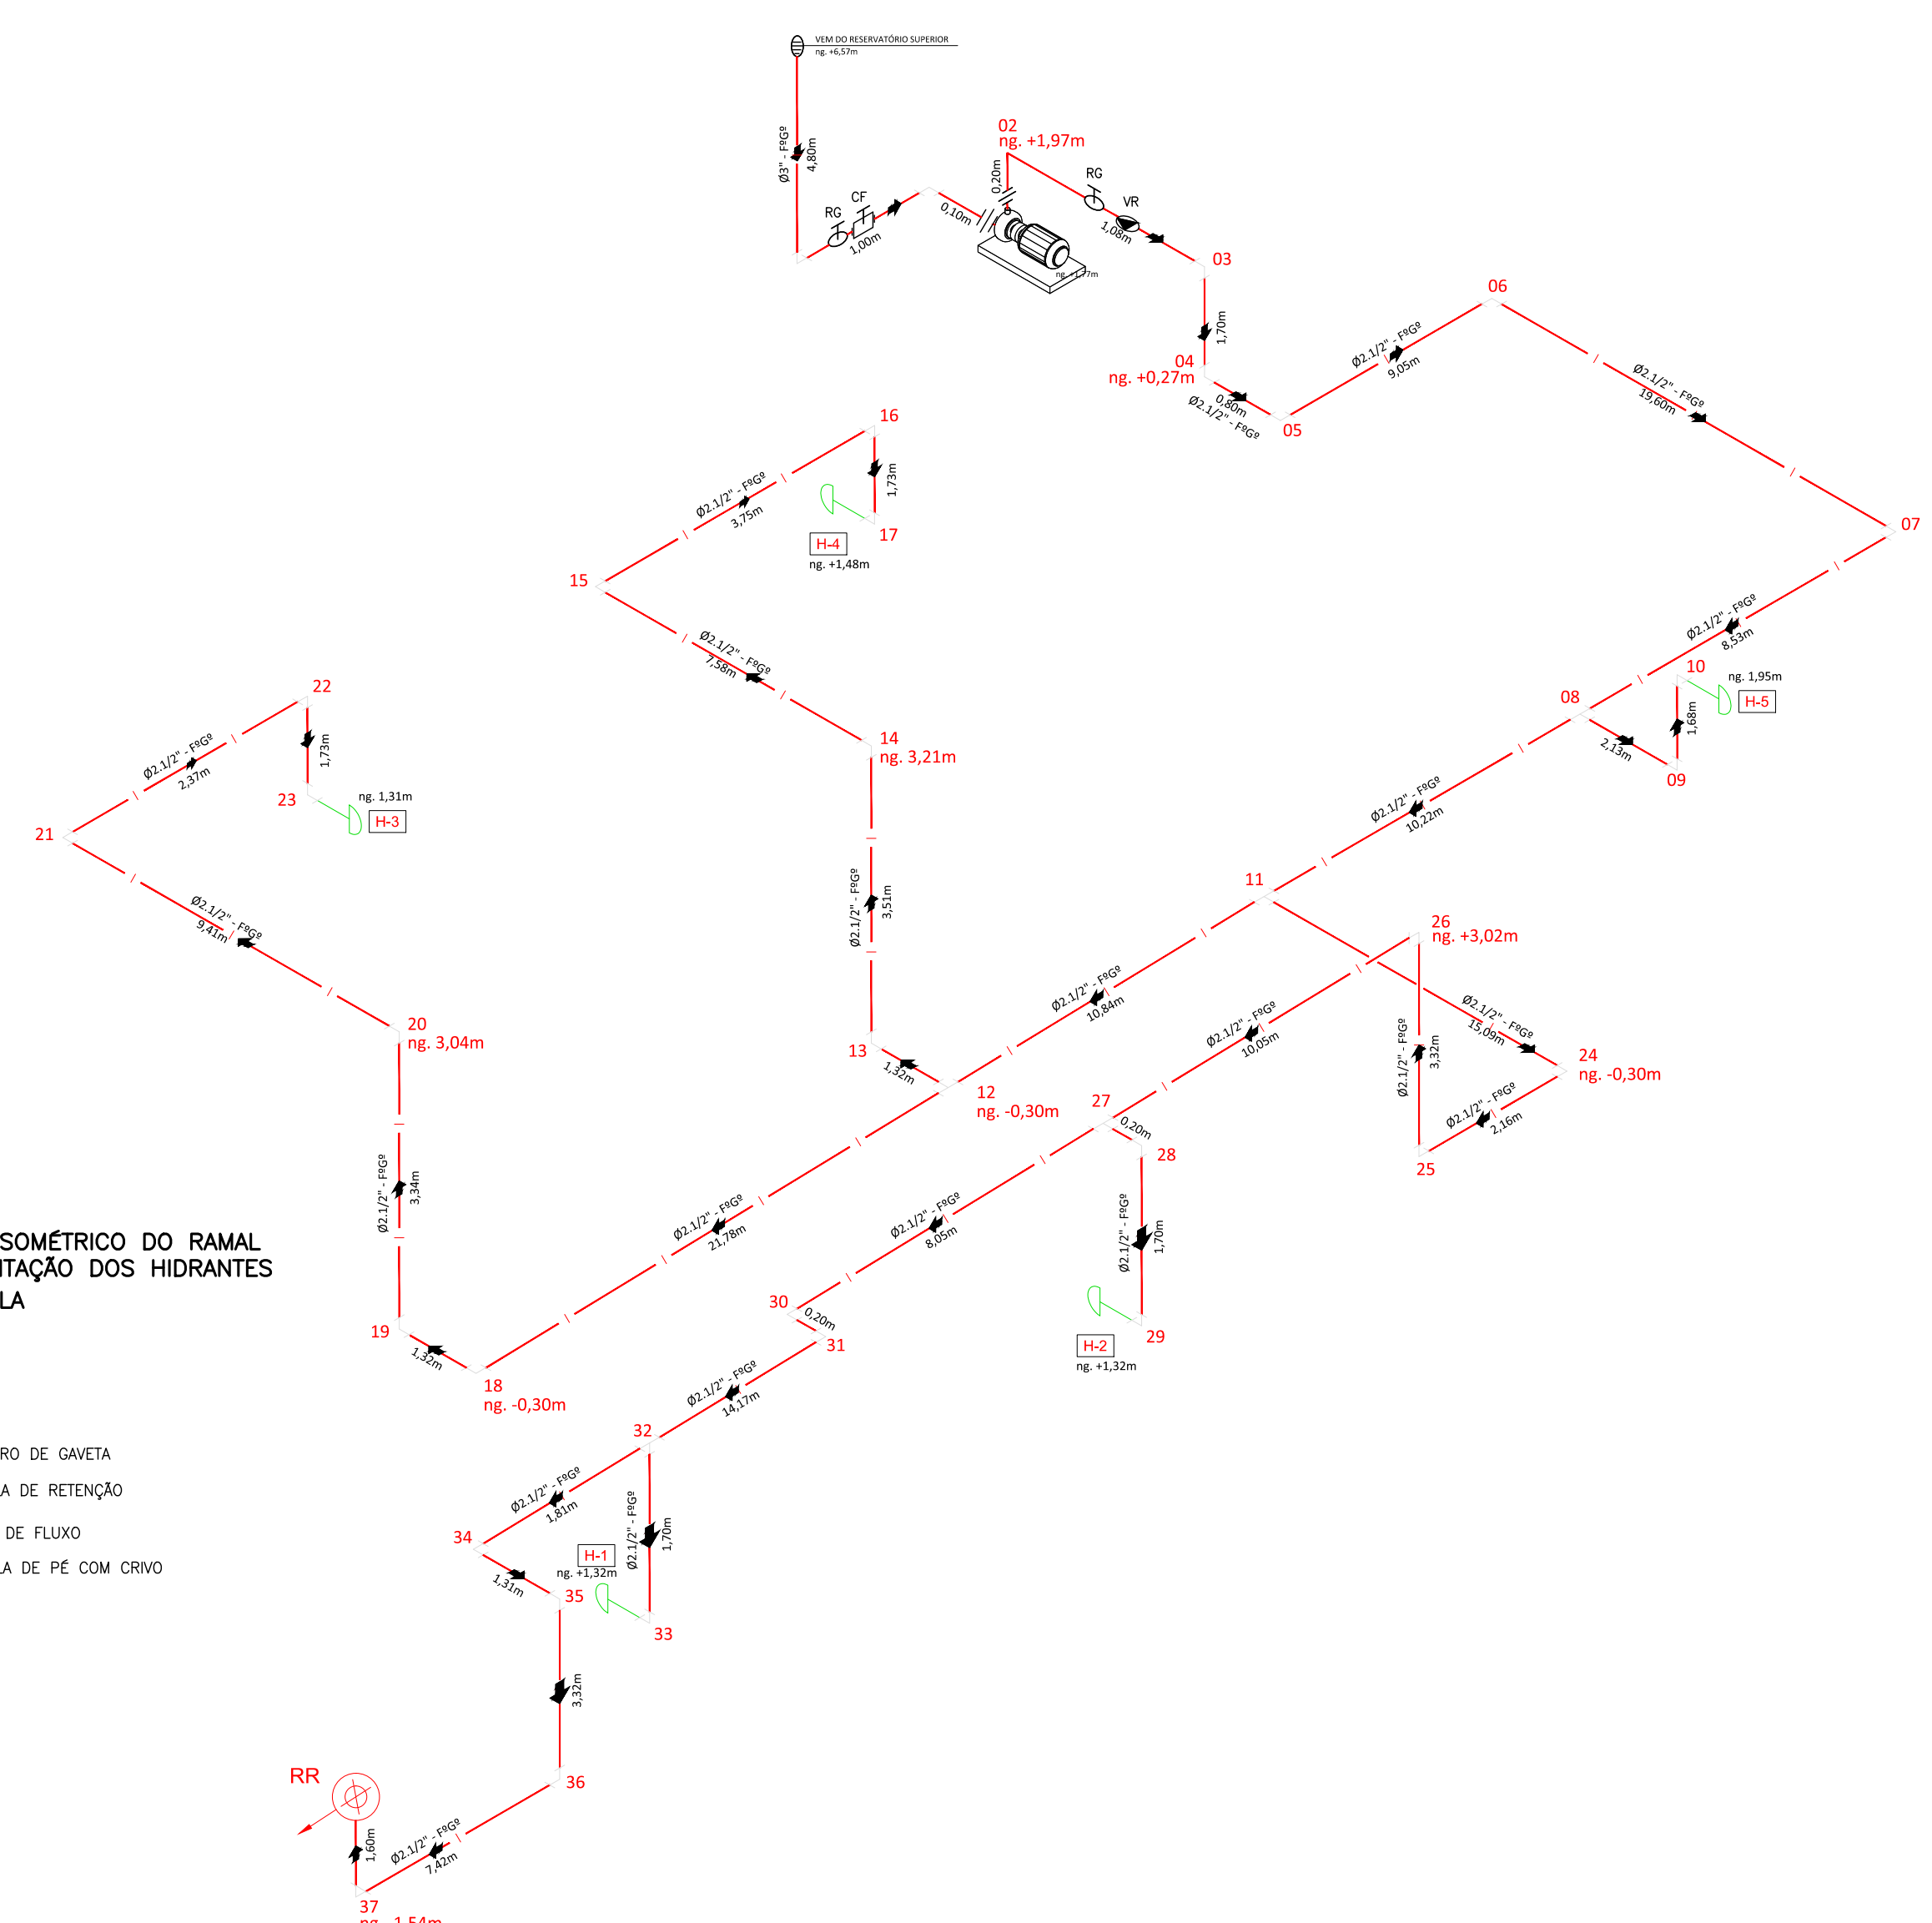 VEM DO RESERVATÓRIO SUPERIOR
ng. +6,57m
Ø3" - FºGº
4,80m
RG
CF
1,00m
0,10m
02
ng. +1,97m
0,20m
RG
VR
1,08m
ng. +1,77m
03
1,70m
04
ng. +0,27m
0,80m
Ø2.1/2" - FºGº
05
Ø2.1/2" - FºGº
9,05m
06
Ø2.1/2" - FºGº
19,60m
07
Ø2.1/2" - FºGº
8,53m
08
2,13m
09
1,68m
10
ng. 1,95m
H-5
Ø2.1/2" - FºGº
10,22m
11
Ø2.1/2" - FºGº
10,84m
12
ng. -0,30m
1,32m
13
Ø2.1/2" - FºGº
3,51m
14
ng. 3,21m
Ø2.1/2" - FºGº
7,58m
15
Ø2.1/2" - FºGº
3,75m
16
1,73m
17
H-4
ng. +1,48m
Ø2.1/2" - FºGº
21,78m
18
ng. -0,30m
1,32m
19
Ø2.1/2" - FºGº
3,34m
20
ng. 3,04m
Ø2.1/2" - FºGº
9,41m
21
Ø2.1/2" - FºGº
2,37m
22
1,73m
23
ng. 1,31m
H-3
Ø2.1/2" - FºGº
15,09m
24
ng. -0,30m
Ø2.1/2" - FºGº
2,16m
25
Ø2.1/2" - FºGº
3,32m
26
ng. +3,02m
Ø2.1/2" - FºGº
10,05m
27
0,20m
28
Ø2.1/2" - FºGº
1,70m
29
H-2
ng. +1,32m
Ø2.1/2" - FºGº
8,05m
30
0,20m
31
Ø2.1/2" - FºGº
14,17m
32
Ø2.1/2" - FºGº
1,70m
33
H-1
ng. +1,32m
Ø2.1/2" - FºGº
1,81m
34
1,31m
35
3,32m
36
Ø2.1/2" - FºGº
7,42m
37
1,60m
RR
SOMÉTRICO DO RAMAL
TAÇÃO DOS HIDRANTES
LA
RO DE GAVETA
A DE RETENÇÃO
DE FLUXO
A DE PÉ COM CRIVO